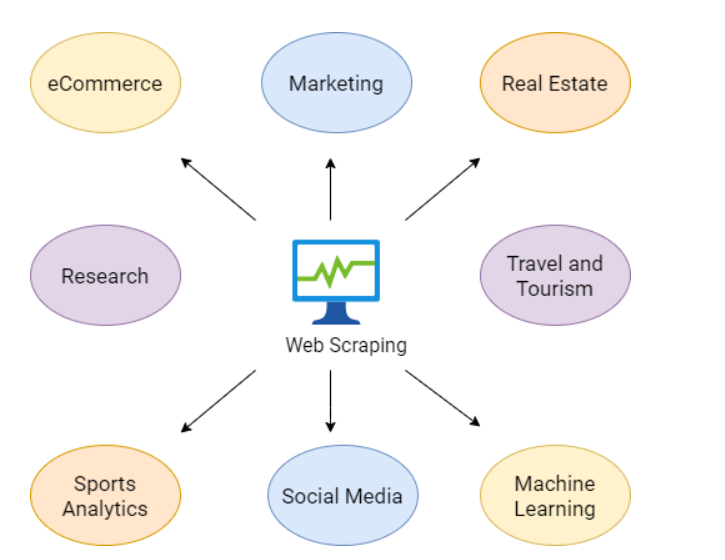 eCommerce
Marketing
Real Estate
Research
Travel and
Tourism
Web Scraping
Sports
Analytics
Social Media
Machine
Learning